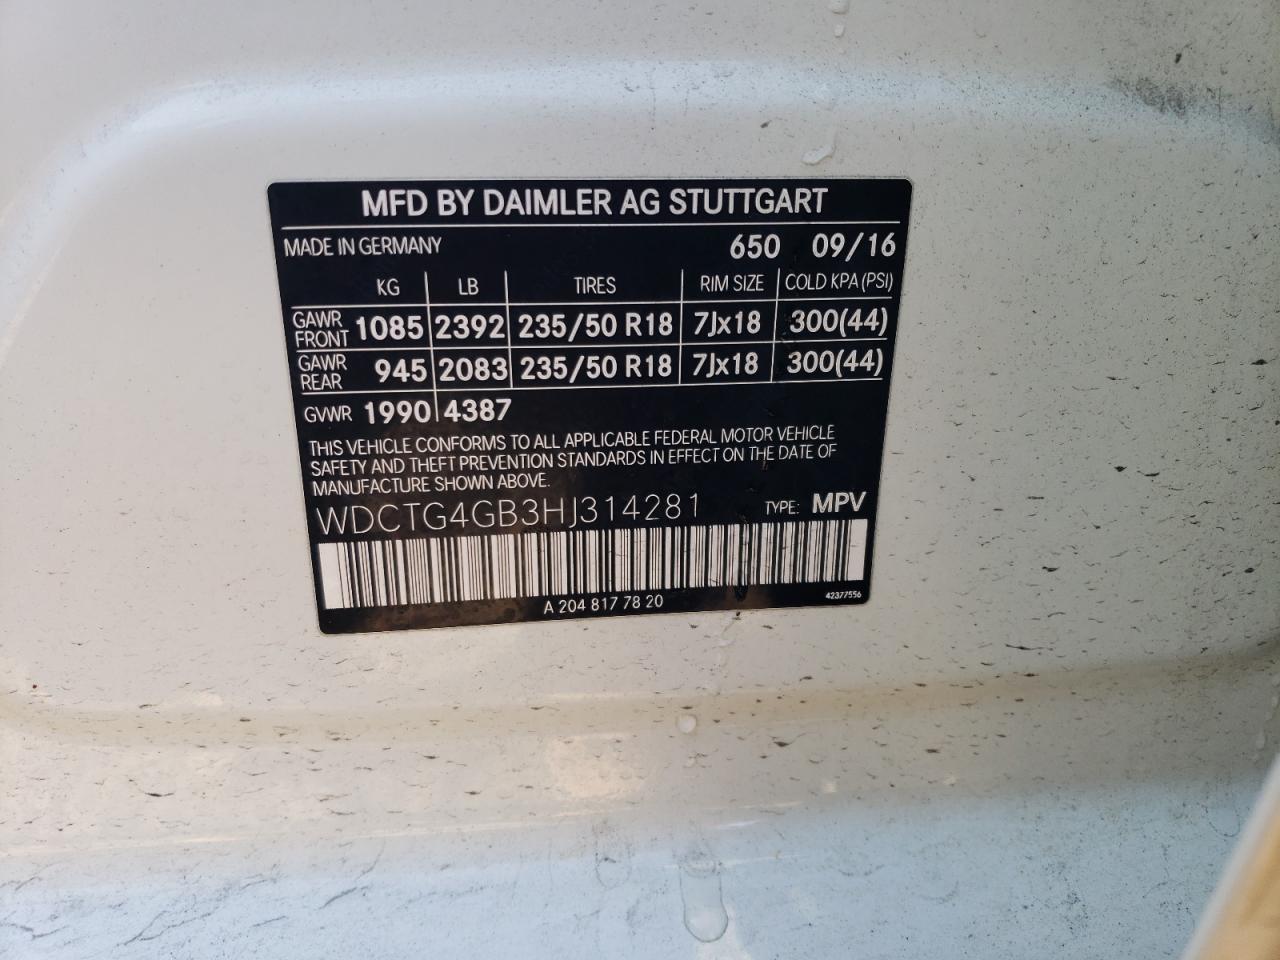 MFD BY DAIMLER AG STUTTGART
MADE IN GERMANY 650 09/16
KG LB TIRES RIM SIZE COLD KPA (PSI)
GAWR FRONT 1085 2392 235/50 R18 7Jx18 300(44)
GAWR REAR 945 2083 235/50 R18 7Jx18 300(44)
GVWR 1990 4387
THIS VEHICLE CONFORMS TO ALL APPLICABLE FEDERAL MOTOR VEHICLE
SAFETY AND THEFT PREVENTION STANDARDS IN EFFECT ON THE DATE OF
MANUFACTURE SHOWN ABOVE.
WDCTG4GB3HJ314281 TYPE: MPV
A 204 817 78 20 42377556